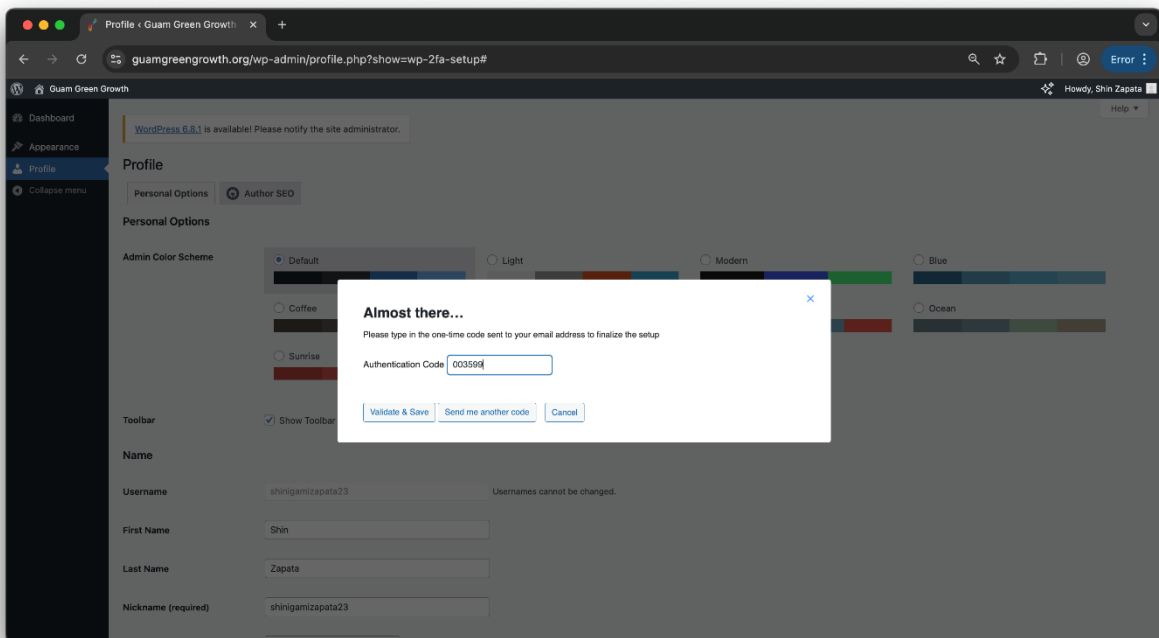 Profile ‹ Guam Green Growth
guamgreengrowth.org/wp-admin/profile.php?show=wp-2fa-setup#
Error
Guam Green Growth
Howdy, Shin Zapata
Help
Dashboard
Appearance
Profile
Collapse menu
WordPress 6.8.1 is available! Please notify the site administrator.
Profile
Personal Options
Author SEO
Personal Options
Admin Color Scheme
Default
Light
Modern
Blue
Coffee
Ocean
Sunrise
Almost there...
Please type in the one-time code sent to your email address to finalize the setup
Authentication Code 003599
Validate & Save
Send me another code
Cancel
Toolbar
Show Toolbar
Name
Username
shinigamizapata23
Usernames cannot be changed.
First Name
Shin
Last Name
Zapata
Nickname (required)
shinigamizapata23